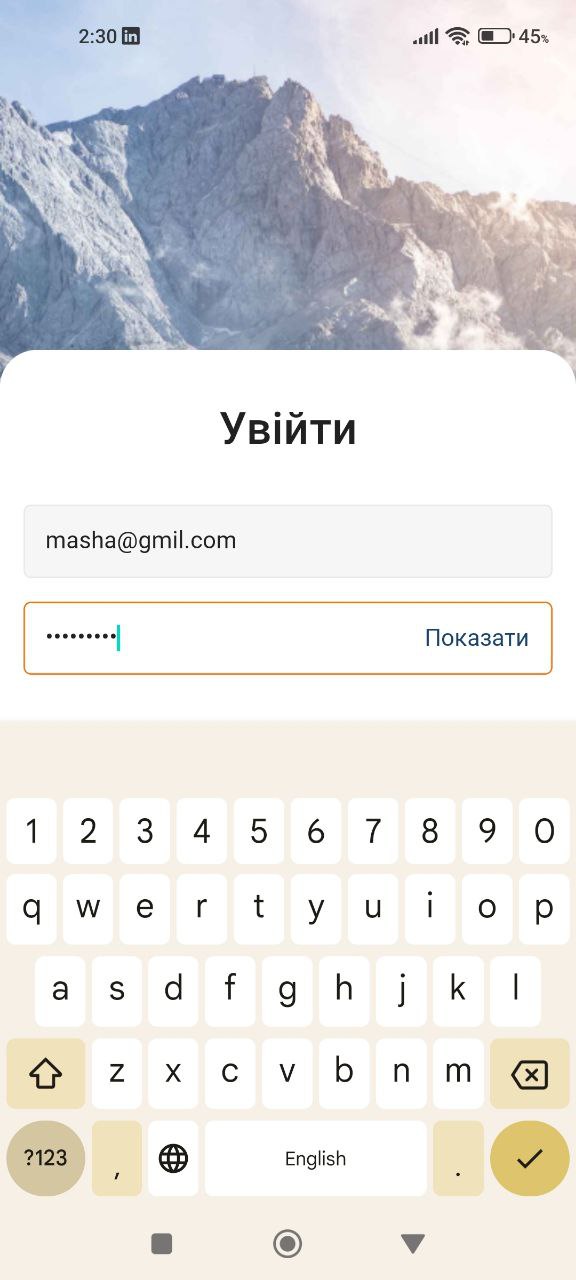 2:30 in 45%
Увійти
masha@gmil.com
••••••••• Показати
1 2 3 4 5 6 7 8 9 0
q w e r t y u i o p
a s d f g h j k l
z x c v b n m
?123 , English .